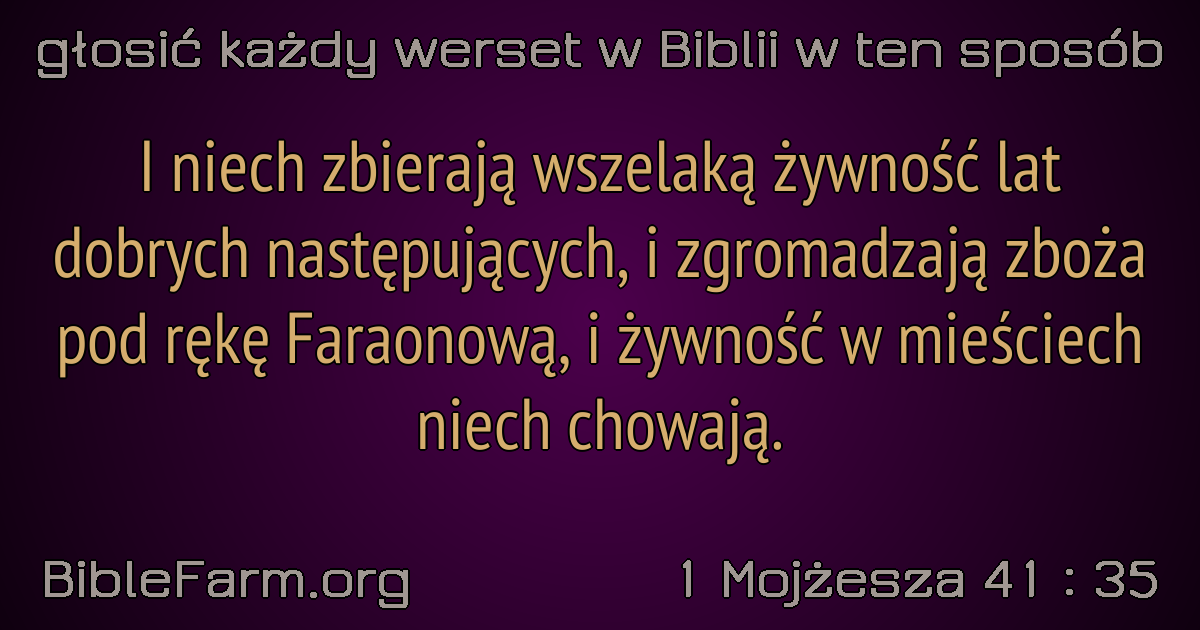 głosić każdy werset w Biblii w ten sposób
I niech zbierają wszelaką żywność lat
dobrych następujących, i zgromadzają zboża
pod rękę Faraonową, i żywność w mieściech
niech chowają.
BibleFarm.org
1 Mojżesza 41 : 35